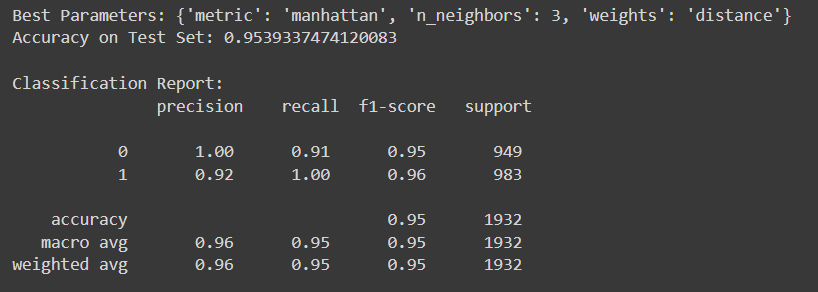 Best Parameters: {'metric': 'manhattan', 'n_neighbors': 3, 'weights': 'distance'}
Accuracy on Test Set: 0.9539337474120083
Classification Report:
precision recall f1-score support
0 1.00 0.91 0.95 949
1 0.92 1.00 0.96 983
accuracy 0.95 1932
macro avg 0.96 0.95 0.95 1932
weighted avg 0.96 0.95 0.95 1932